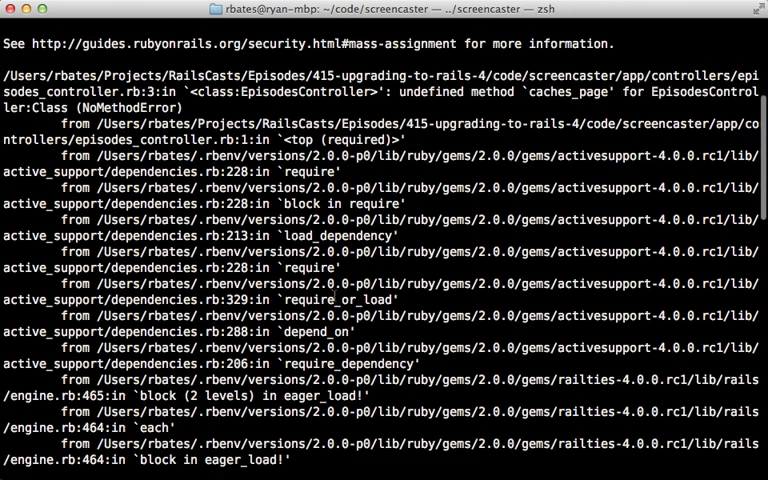 rbates@ryan-mbp: ~/code/screencaster — ../screencaster — zsh
See http://guides.rubyonrails.org/security.html#mass-assignment for more information.
/Users/rbates/Projects/RailsCasts/Episodes/415-upgrading-to-rails-4/code/screencaster/app/controllers/epi
sodes_controller.rb:3:in `<class:EpisodesController>': undefined method `caches_page' for EpisodesControl
ler:Class (NoMethodError)
from /Users/rbates/Projects/RailsCasts/Episodes/415-upgrading-to-rails-4/code/screencaster/app/co
ntrollers/episodes_controller.rb:1:in `<top (required)>'
from /Users/rbates/.rbenv/versions/2.0.0-p0/lib/ruby/gems/2.0.0/gems/activesupport-4.0.0.rc1/lib/
active_support/dependencies.rb:228:in `require'
from /Users/rbates/.rbenv/versions/2.0.0-p0/lib/ruby/gems/2.0.0/gems/activesupport-4.0.0.rc1/lib/
active_support/dependencies.rb:228:in `block in require'
from /Users/rbates/.rbenv/versions/2.0.0-p0/lib/ruby/gems/2.0.0/gems/activesupport-4.0.0.rc1/lib/
active_support/dependencies.rb:213:in `load_dependency'
from /Users/rbates/.rbenv/versions/2.0.0-p0/lib/ruby/gems/2.0.0/gems/activesupport-4.0.0.rc1/lib/
active_support/dependencies.rb:228:in `require'
from /Users/rbates/.rbenv/versions/2.0.0-p0/lib/ruby/gems/2.0.0/gems/activesupport-4.0.0.rc1/lib/
active_support/dependencies.rb:329:in `require_or_load'
from /Users/rbates/.rbenv/versions/2.0.0-p0/lib/ruby/gems/2.0.0/gems/activesupport-4.0.0.rc1/lib/
active_support/dependencies.rb:288:in `depend_on'
from /Users/rbates/.rbenv/versions/2.0.0-p0/lib/ruby/gems/2.0.0/gems/activesupport-4.0.0.rc1/lib/
active_support/dependencies.rb:206:in `require_dependency'
from /Users/rbates/.rbenv/versions/2.0.0-p0/lib/ruby/gems/2.0.0/gems/railties-4.0.0.rc1/lib/rails
/engine.rb:465:in `block (2 levels) in eager_load!'
from /Users/rbates/.rbenv/versions/2.0.0-p0/lib/ruby/gems/2.0.0/gems/railties-4.0.0.rc1/lib/rails
/engine.rb:464:in `each'
from /Users/rbates/.rbenv/versions/2.0.0-p0/lib/ruby/gems/2.0.0/gems/railties-4.0.0.rc1/lib/rails
/engine.rb:464:in `block in eager_load!'